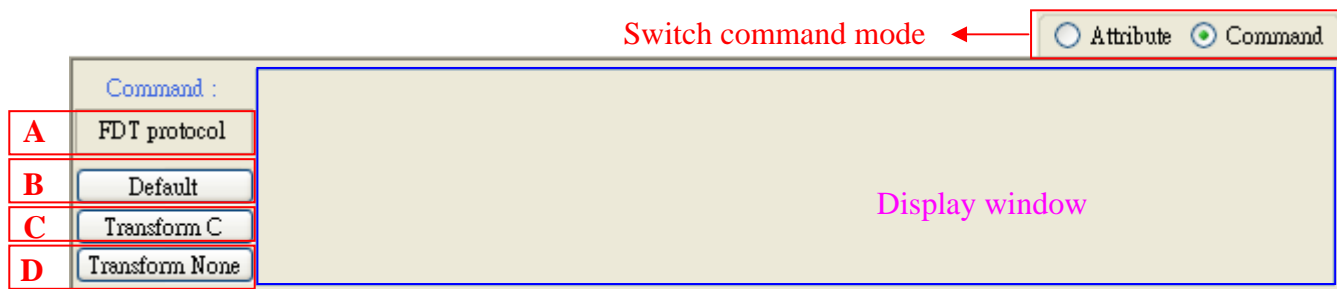 Switch command mode
Attribute Command
Command :
A FDT protocol
B Default
C Transform C
D Transform None
Display window